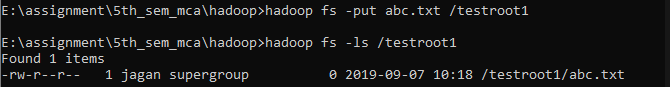 E:\assignment\5th_sem_mca\hadoop>hadoop fs -put abc.txt /testroot1
E:\assignment\5th_sem_mca\hadoop>hadoop fs -ls /testroot1
Found 1 items
-rw-r--r--   1 jagan supergroup          0 2019-09-07 10:18 /testroot1/abc.txt